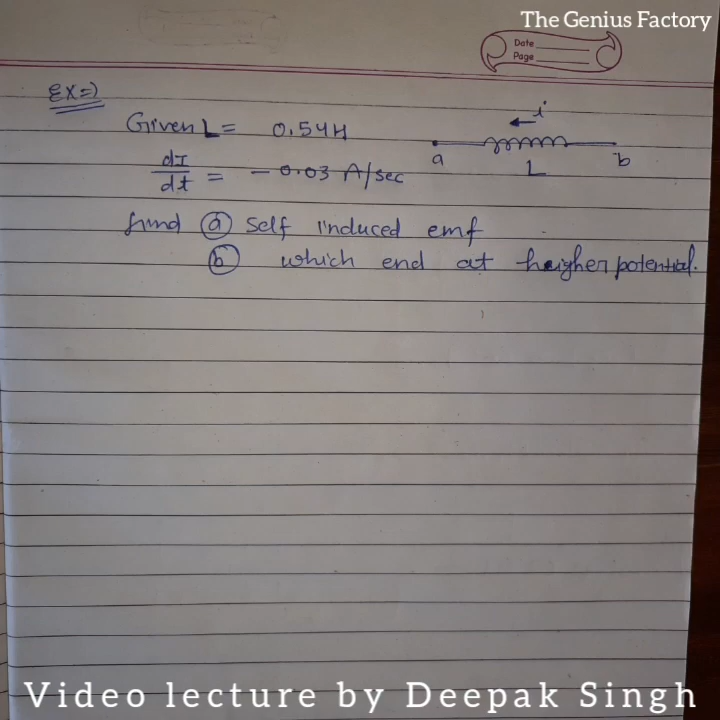 The Genius Factory
Date
Page
Ex=)
Given L = 0.54H
i
a L b
dI/dt = - 0.03 A/sec
find (a) Self induced emf
(b) which end at heigher potential.
Video lecture by Deepak Singh